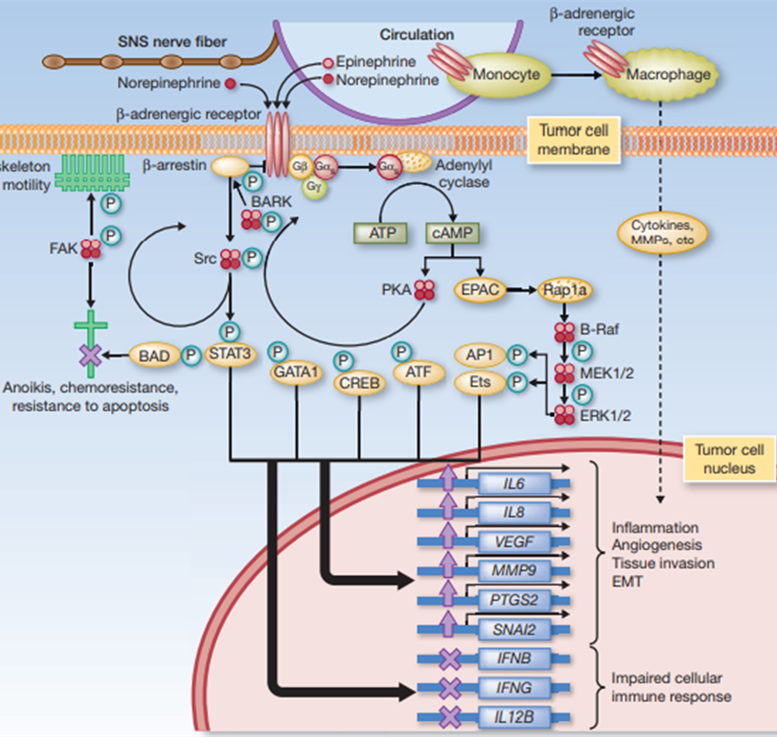 β-adrenergic
receptor
Circulation
SNS nerve fiber
Epinephrine
Norepinephrine
Norepinephrine
Monocyte
Macrophage
β-adrenergic receptor
Tumor cell
membrane
skeleton
motility
β-arrestin
Gβ
Gαs
Gγ
Gαs
Adenylyl
cyclase
P
P
BARK
P
P
FAK
ATP
cAMP
Cytokines,
MMPs, etc
Src
P
PKA
EPAC
Rap1a
B-Raf
P
MEK1/2
P
ERK1/2
P
BAD
P
STAT3
P
GATA1
P
CREB
P
ATF
AP1
P
Ets
P
Anoikis, chemoresistance,
resistance to apoptosis
Tumor cell
nucleus
IL6
IL8
VEGF
MMP9
PTGS2
SNAI2
Inflammation
Angiogenesis
Tissue invasion
EMT
IFNB
IFNG
IL12B
Impaired cellular
immune response